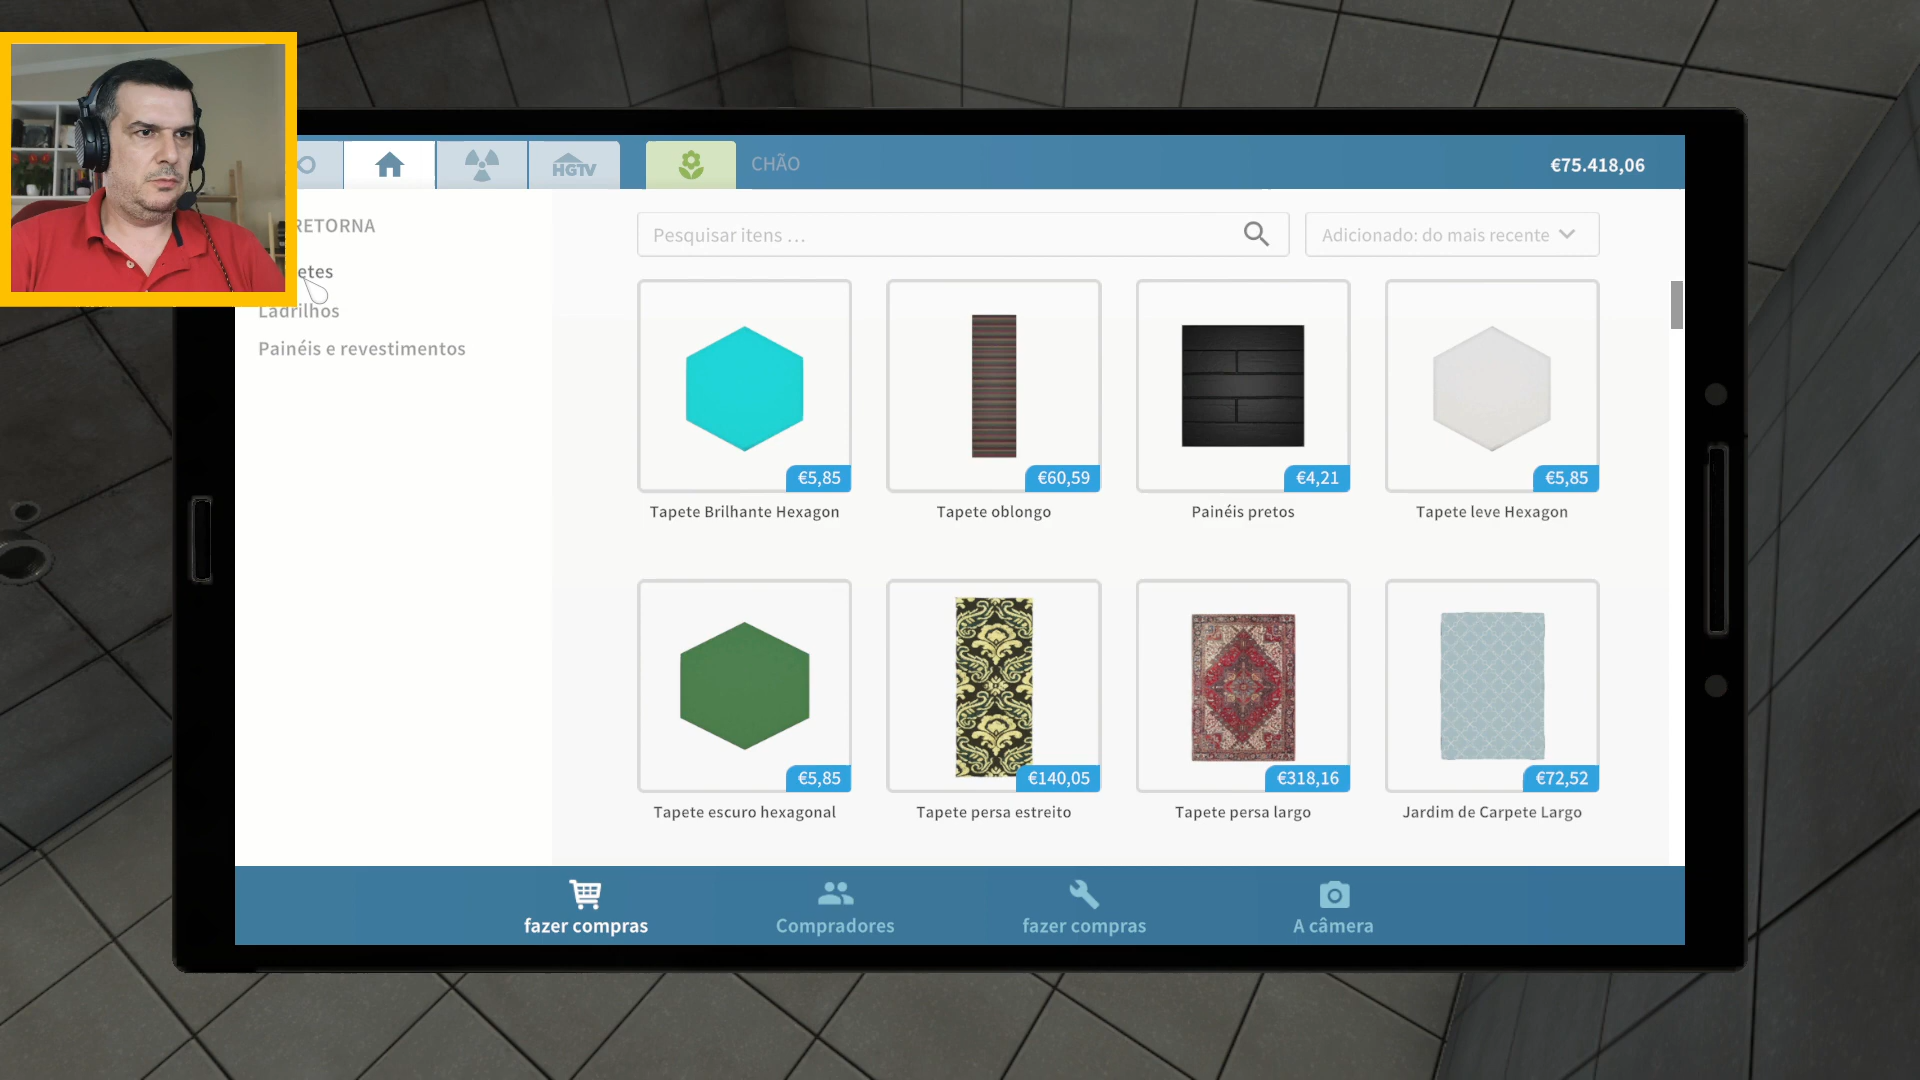 HGTV
CHÃO
€75.418,06
RETORNA
Pesquisar itens ...
Adicionado: do mais recente
etes
Ladrilhos
Painéis e revestimentos
€5,85
€60,59
€4,21
€5,85
Tapete Brilhante Hexagon
Tapete oblongo
Painéis pretos
Tapete leve Hexagon
€5,85
€140,05
€318,16
€72,52
Tapete escuro hexagonal
Tapete persa estreito
Tapete persa largo
Jardim de Carpete Largo
fazer compras
Compradores
fazer compras
A câmera